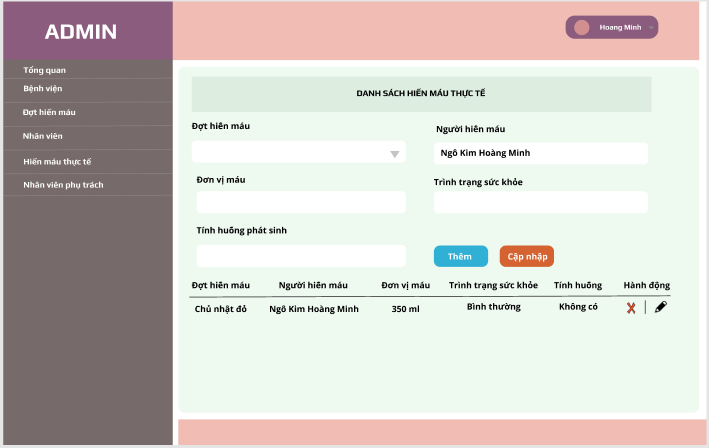 ADMIN
Hoang Minh
Tổng quan
Bệnh viện
Đợt hiến máu
Nhân viên
Hiến máu thực tế
Nhân viên phụ trách
DANH SÁCH HIẾN MÁU THỰC TẾ
Đợt hiến máu
Người hiến máu
Ngô Kim Hoàng Minh
Đơn vị máu
Trình trạng sức khỏe
Tính huống phát sinh
Thêm
Cập nhập
Đợt hiến máu Người hiến máu Đơn vị máu Trình trạng sức khỏe Tính huống Hành động
Chủ nhật đỏ Ngô Kim Hoàng Minh 350 ml Bình thường Không có